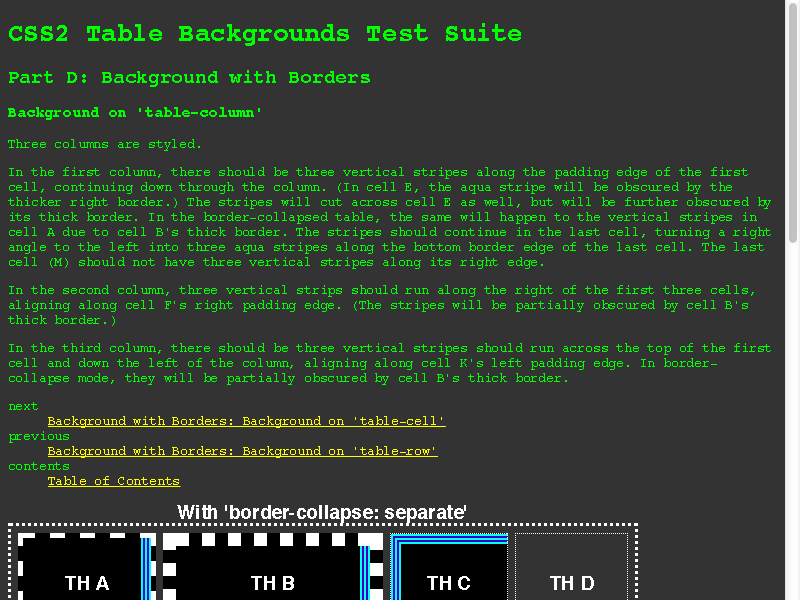 CSS2 Table Backgrounds Test Suite
Part D: Background with Borders
Background on 'table-column'
Three columns are styled.
In the first column, there should be three vertical stripes along the padding edge of the first
cell, continuing down through the column. (In cell E, the aqua stripe will be obscured by the
thicker right border.) The stripes will cut across cell E as well, but will be further obscured by
its thick border. In the border-collapsed table, the same will happen to the vertical stripes in
cell A due to cell B's thick border. The stripes should continue in the last cell, turning a right
angle to the left into three aqua stripes along the bottom border edge of the last cell. The last
cell (M) should not have three vertical stripes along its right edge.
In the second column, three vertical strips should run along the right of the first three cells,
aligning along cell F's right padding edge. (The stripes will be partially obscured by cell B's
thick border.)
In the third column, there should be three vertical stripes should run across the top of the first
cell and down the left of the column, aligning along cell K's left padding edge. In border-
collapse mode, they will be partially obscured by cell B's thick border.
next
Background with Borders: Background on 'table-cell'
previous
Background with Borders: Background on 'table-row'
contents
Table of Contents
With 'border-collapse: separate'
TH A TH B TH C TH D